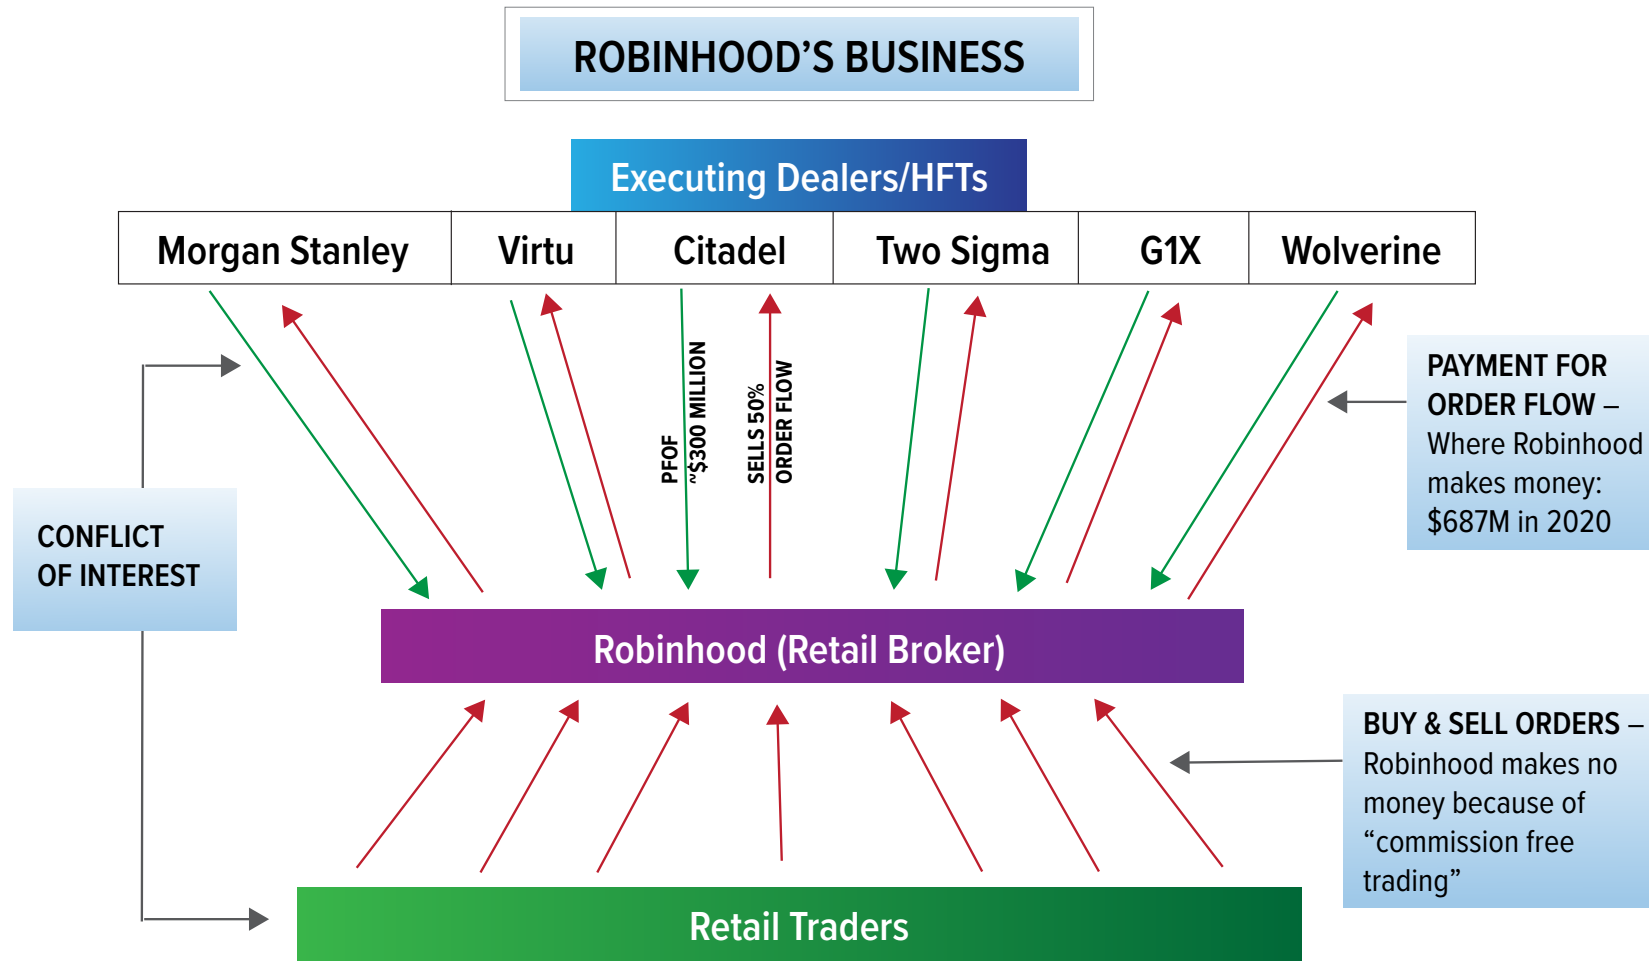 ROBINHOOD’S BUSINESS
Executing Dealers/HFTs
Morgan Stanley
Virtu
Citadel
Two Sigma
G1X
Wolverine
PFOF
~$300 MILLION
SELLS 50%
ORDER FLOW
PAYMENT FOR
ORDER FLOW –
Where Robinhood
makes money:
$687M in 2020
CONFLICT
OF INTEREST
Robinhood (Retail Broker)
BUY & SELL ORDERS –
Robinhood makes no
money because of
“commission free
trading”
Retail Traders